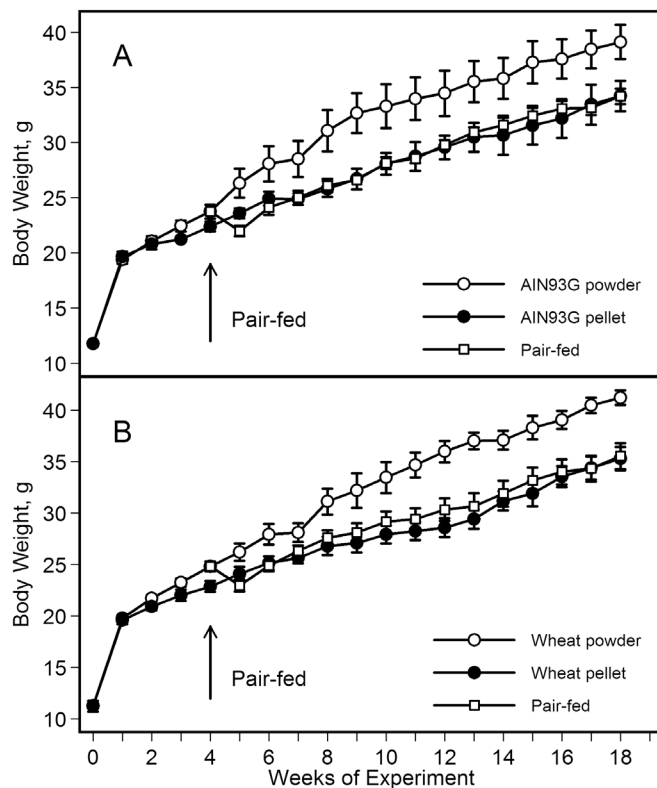 A
40
35
30
25
20
15
10
Body Weight, g
Pair-fed
AIN93G powder
AIN93G pellet
Pair-fed
B
40
35
30
25
20
15
10
Body Weight, g
Pair-fed
Wheat powder
Wheat pellet
Pair-fed
0 2 4 6 8 10 12 14 16 18
Weeks of Experiment